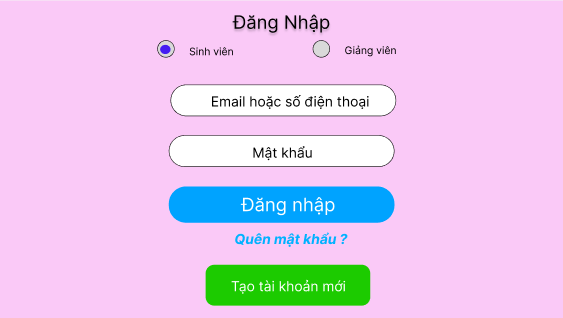 Đăng Nhập
Sinh viên
Giảng viên
Email hoặc số điện thoại
Mật khẩu
Đăng nhập
Quên mật khẩu ?
Tạo tài khoản mới